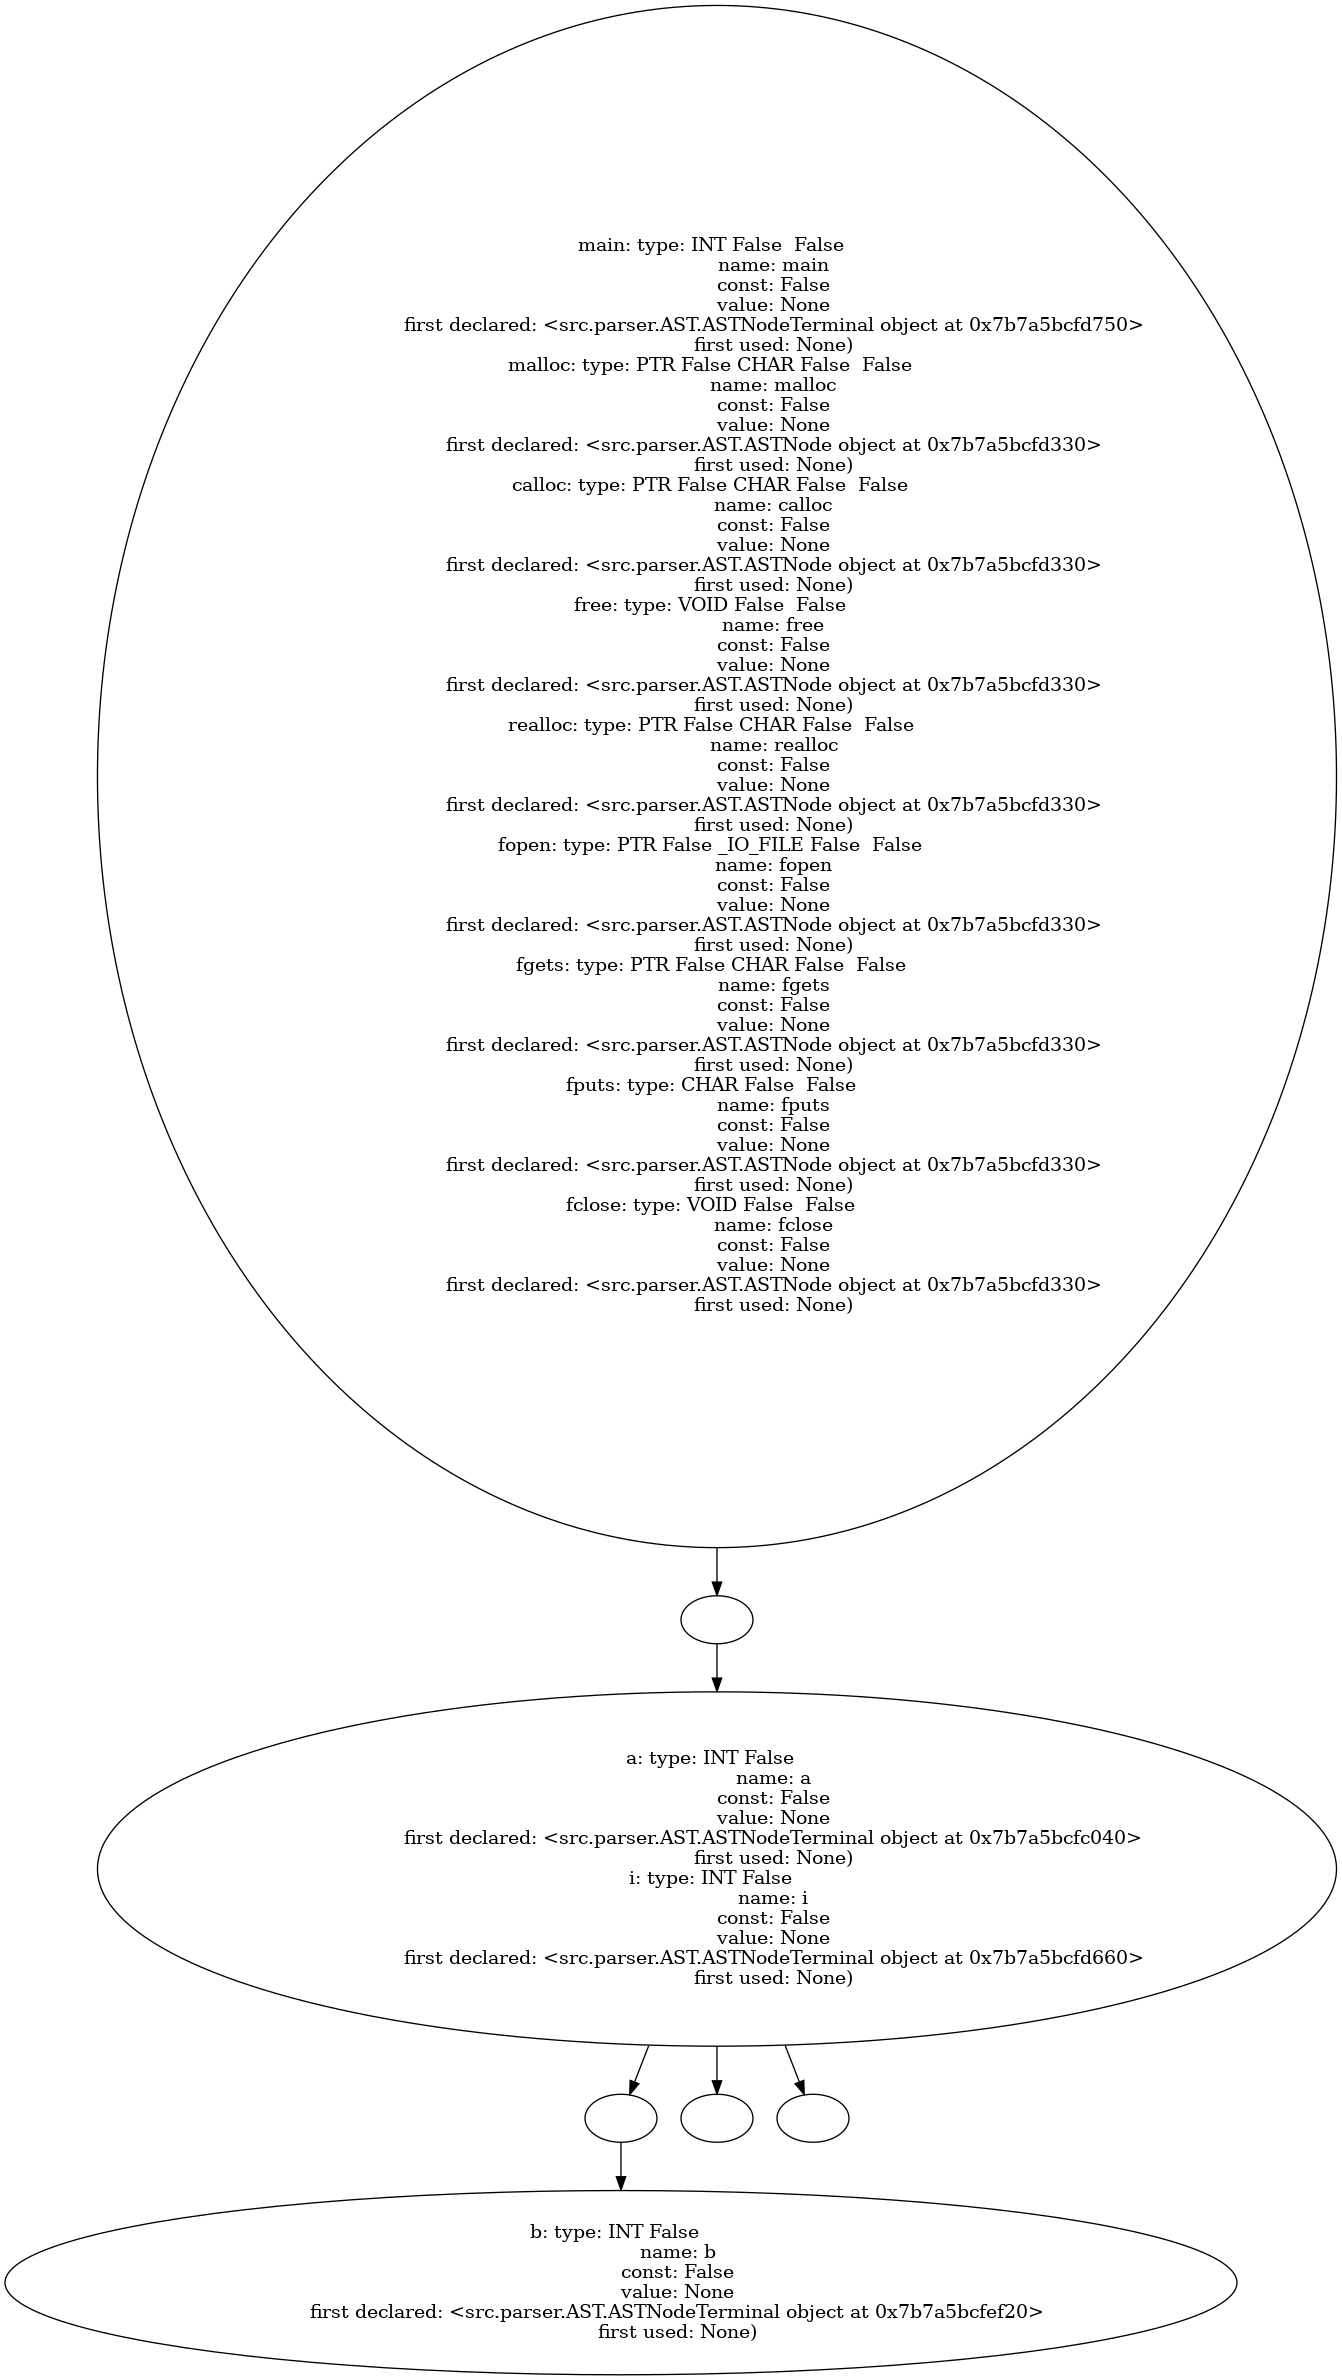 main: type: INT False  False
name: main
const: False
value: None
first declared: <src.parser.AST.ASTNodeTerminal object at 0x7b7a5bcfd750>
first used: None)
malloc: type: PTR False CHAR False  False
name: malloc
const: False
value: None
first declared: <src.parser.AST.ASTNode object at 0x7b7a5bcfd330>
first used: None)
calloc: type: PTR False CHAR False  False
name: calloc
const: False
value: None
first declared: <src.parser.AST.ASTNode object at 0x7b7a5bcfd330>
first used: None)
free: type: VOID False  False
name: free
const: False
value: None
first declared: <src.parser.AST.ASTNode object at 0x7b7a5bcfd330>
first used: None)
realloc: type: PTR False CHAR False  False
name: realloc
const: False
value: None
first declared: <src.parser.AST.ASTNode object at 0x7b7a5bcfd330>
first used: None)
fopen: type: PTR False _IO_FILE False  False
name: fopen
const: False
value: None
first declared: <src.parser.AST.ASTNode object at 0x7b7a5bcfd330>
first used: None)
fgets: type: PTR False CHAR False  False
name: fgets
const: False
value: None
first declared: <src.parser.AST.ASTNode object at 0x7b7a5bcfd330>
first used: None)
fputs: type: CHAR False  False
name: fputs
const: False
value: None
first declared: <src.parser.AST.ASTNode object at 0x7b7a5bcfd330>
first used: None)
fclose: type: VOID False  False
name: fclose
const: False
value: None
first declared: <src.parser.AST.ASTNode object at 0x7b7a5bcfd330>
first used: None)
a: type: INT False
name: a
const: False
value: None
first declared: <src.parser.AST.ASTNodeTerminal object at 0x7b7a5bcfc040>
first used: None)
i: type: INT False
name: i
const: False
value: None
first declared: <src.parser.AST.ASTNodeTerminal object at 0x7b7a5bcfd660>
first used: None)
b: type: INT False
name: b
const: False
value: None
first declared: <src.parser.AST.ASTNodeTerminal object at 0x7b7a5bcfef20>
first used: None)